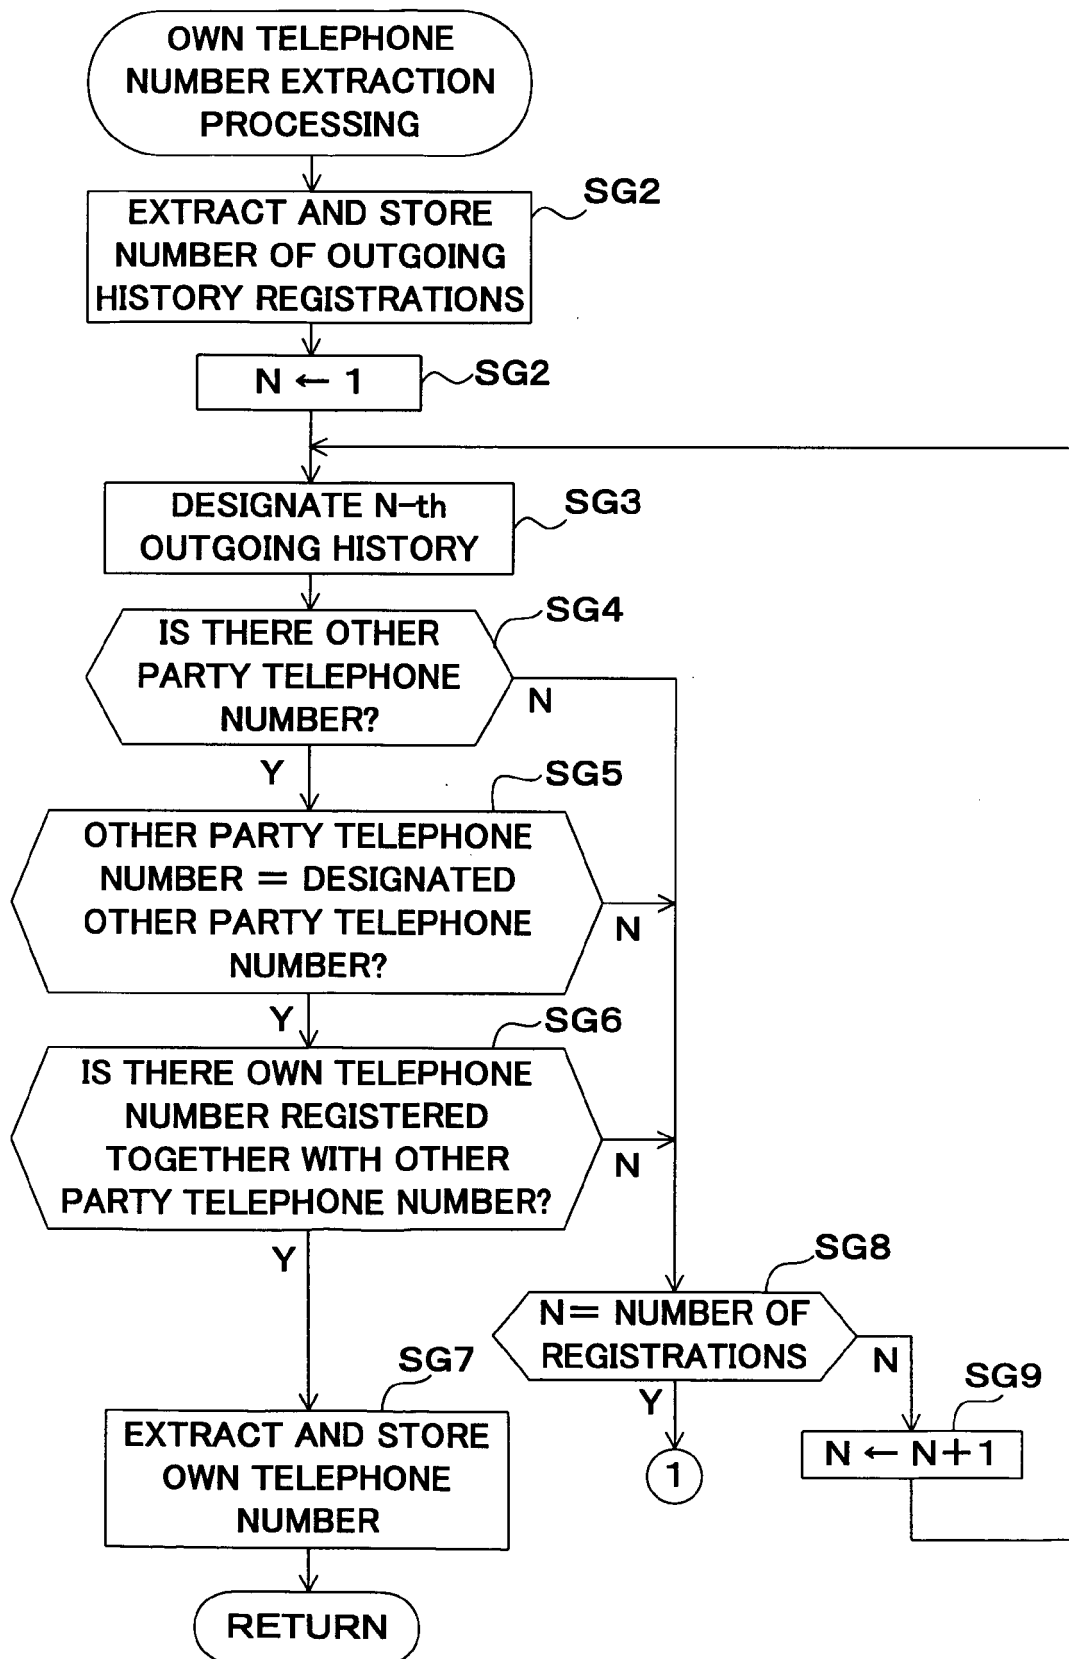 OWN TELEPHONE
NUMBER EXTRACTION
PROCESSING
SG2
EXTRACT AND STORE
NUMBER OF OUTGOING
HISTORY REGISTRATIONS
SG2
N ← 1
SG3
DESIGNATE N-th
OUTGOING HISTORY
SG4
IS THERE OTHER
PARTY TELEPHONE
NUMBER?
N
Y
SG5
OTHER PARTY TELEPHONE
NUMBER = DESIGNATED
OTHER PARTY TELEPHONE
NUMBER?
N
Y
SG6
IS THERE OWN TELEPHONE
NUMBER REGISTERED
TOGETHER WITH OTHER
PARTY TELEPHONE NUMBER?
N
Y
SG8
N= NUMBER OF
REGISTRATIONS
N
Y
SG9
N ← N+1
1
SG7
EXTRACT AND STORE
OWN TELEPHONE
NUMBER
RETURN